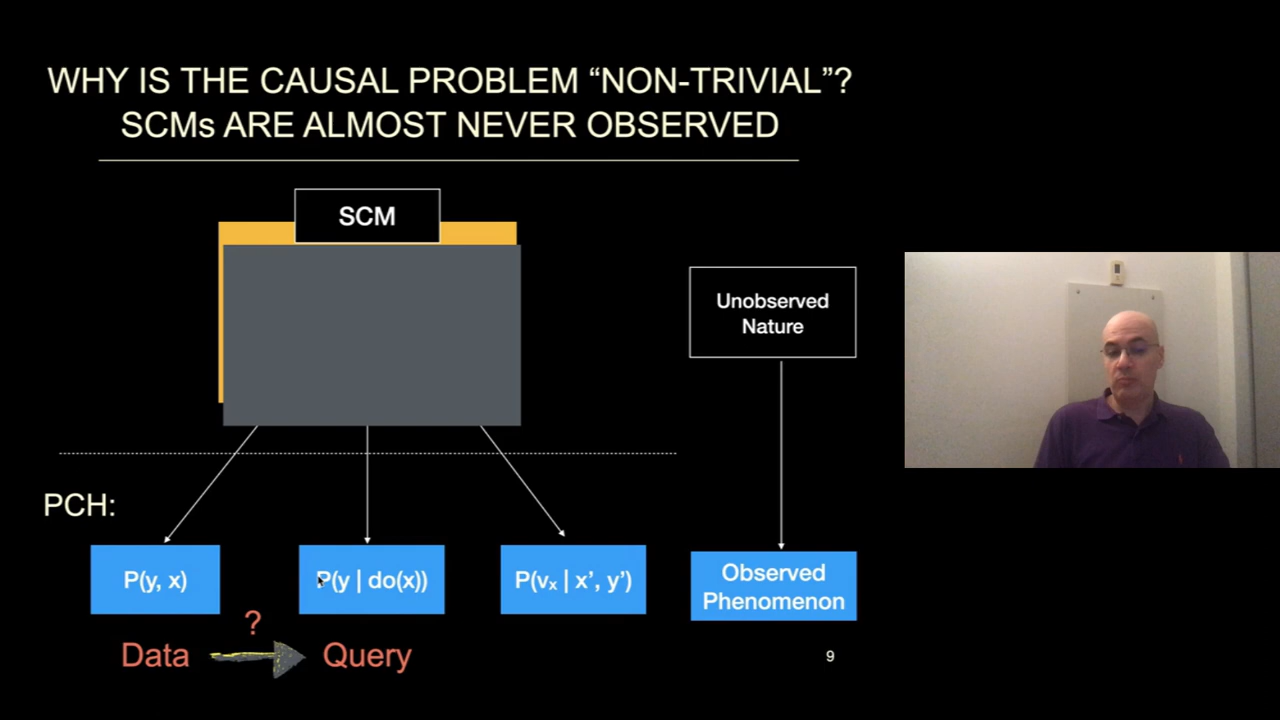 WHY IS THE CAUSAL PROBLEM “NON-TRIVIAL”?
SCMs ARE ALMOST NEVER OBSERVED
SCM
Unobserved
Nature
PCH:
P(y, x)
P(y | do(x))
P(vₓ | x’, y’)
Observed
Phenomenon
?
Data
Query
9